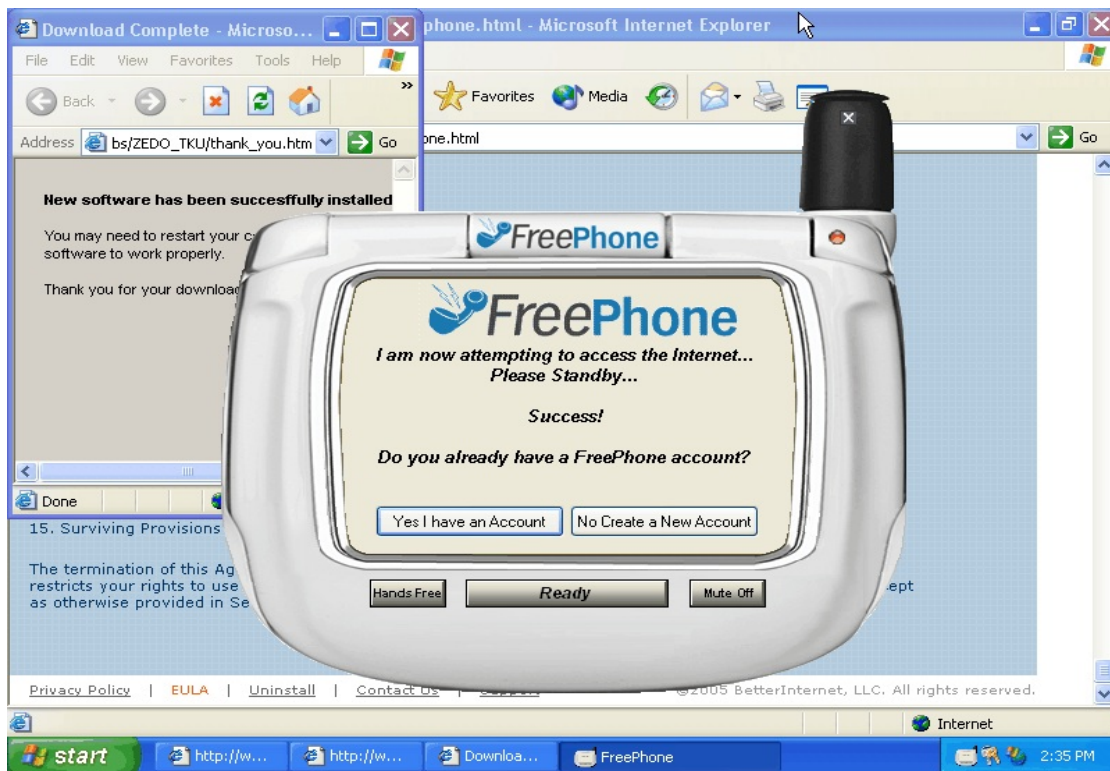 Download Complete - Microso...
phone.html - Microsoft Internet Explorer
File Edit View Favorites Tools Help
Back
»
Favorites Media
Address bs/ZEDO_TKU/thank_you.htm Go
one.html Go
New software has been succesffully installed
You may need to restart your
software to work properly.
Thank you for your
FreePhone
FreePhone
I am now attempting to access the Internet...
Please Standby...
Success!
Do you already have a FreePhone account?
Yes I have an Account No Create a New Account
Done
15. Surviving Provisions
The termination of this
restricts your rights to use
as otherwise provided in
Hands Free Ready Mute Off
Privacy Policy | EULA | Uninstall | Contact Us | Support ©2005 BetterInternet, LLC. All rights reserved.
Internet
start http://w... http://w... Downloa... FreePhone 2:35 PM